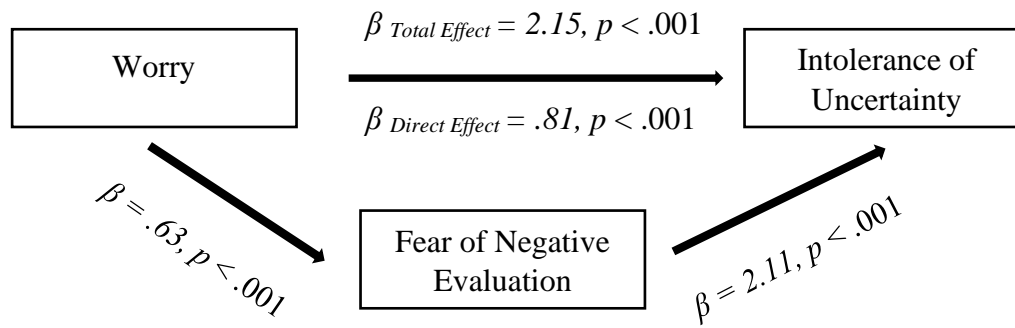 β Total Effect = 2.15, p < .001
Worry
Intolerance of
Uncertainty
β Direct Effect = .81, p < .001
β = .63, p < .001
Fear of Negative
Evaluation
β = 2.11, p < .001